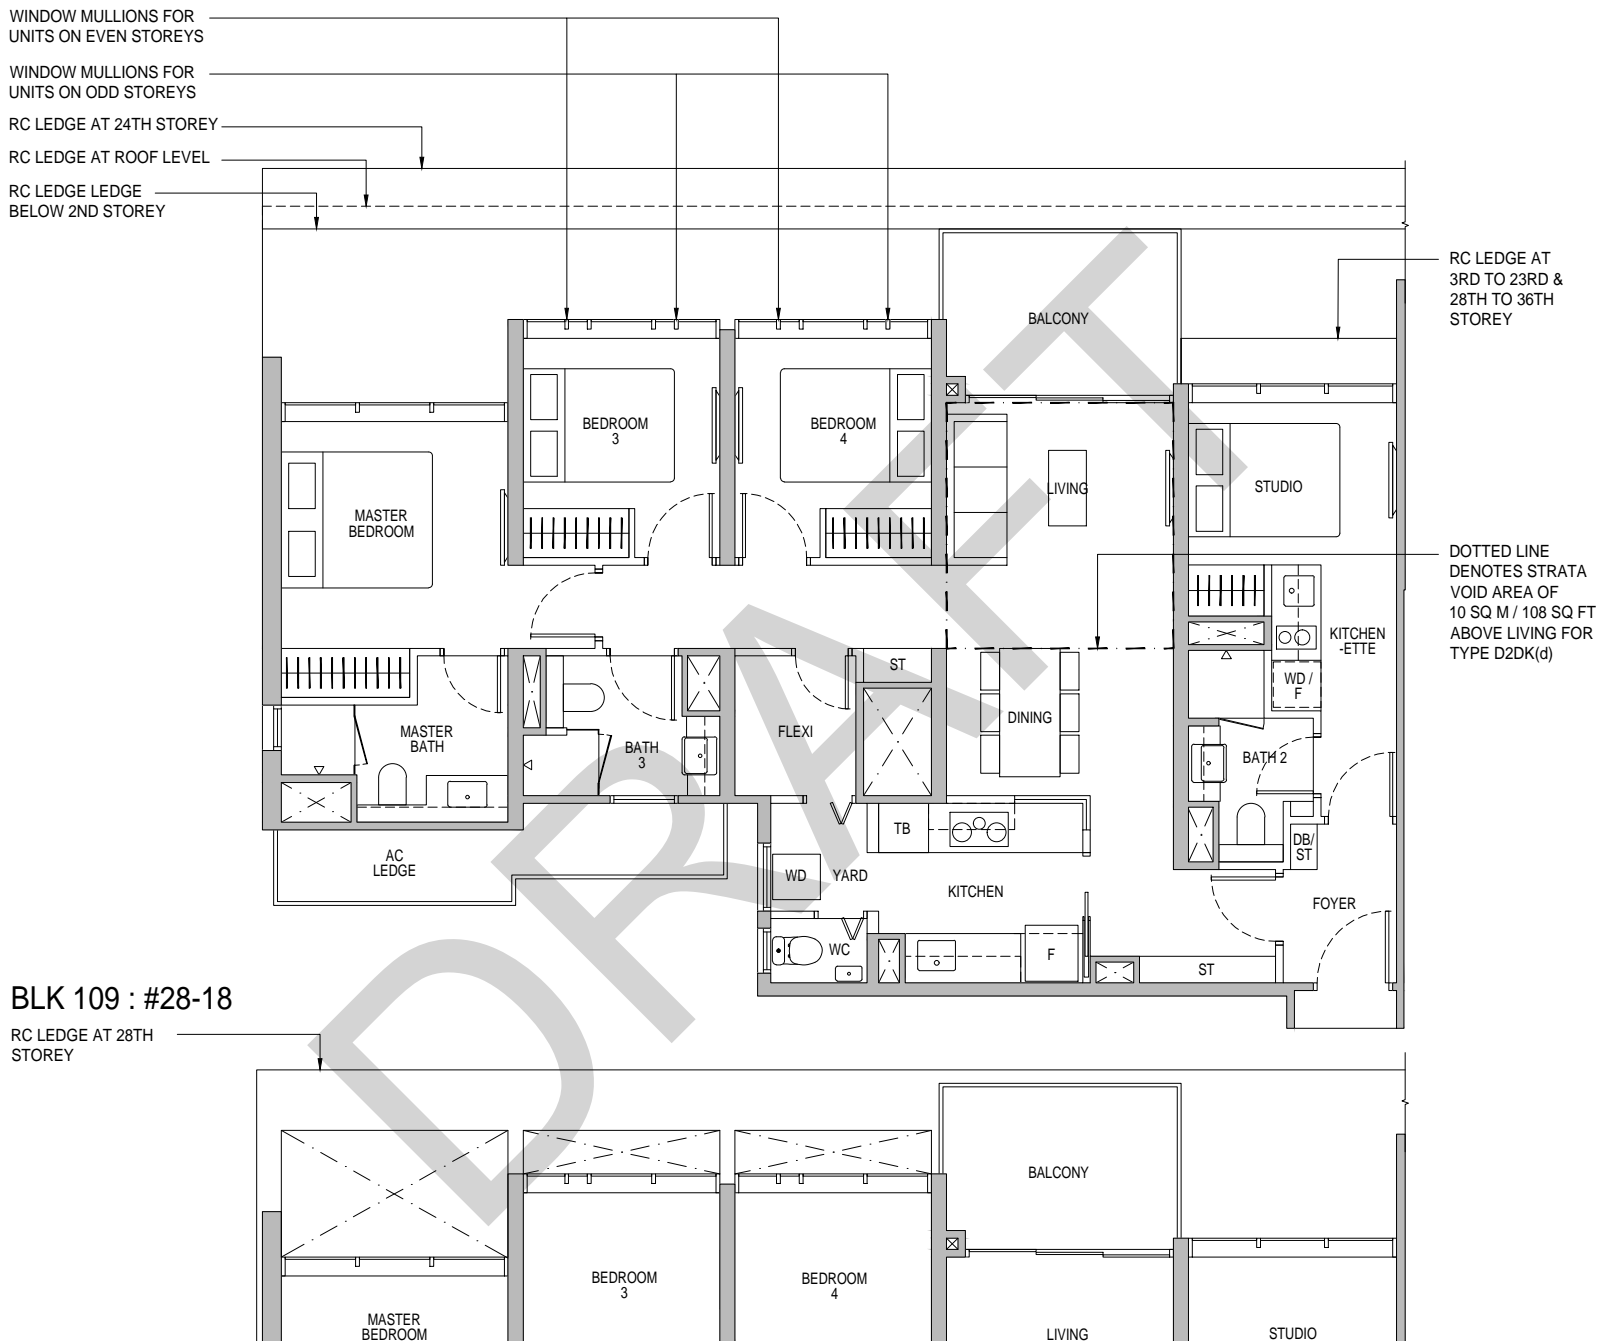 WINDOW MULLIONS FOR
UNITS ON EVEN STOREYS
WINDOW MULLIONS FOR
UNITS ON ODD STOREYS
RC LEDGE AT 24TH STOREY
RC LEDGE AT ROOF LEVEL
RC LEDGE LEDGE
BELOW 2ND STOREY
RC LEDGE AT
3RD TO 23RD &
28TH TO 36TH
STOREY
BALCONY
BEDROOM
3
BEDROOM
4
LIVING
STUDIO
MASTER
BEDROOM
DOTTED LINE
DENOTES STRATA
VOID AREA OF
10 SQ M / 108 SQ FT
ABOVE LIVING FOR
TYPE D2DK(d)
KITCHEN
-ETTE
ST
WD /
F
DINING
MASTER
BATH
BATH
3
FLEXI
BATH 2
TB
DB/
ST
AC
LEDGE
WD
YARD
KITCHEN
FOYER
WC
F
ST
DRAFT
BLK 109 : #28-18
RC LEDGE AT 28TH
STOREY
BALCONY
BEDROOM
3
BEDROOM
4
MASTER
BEDROOM
LIVING
STUDIO